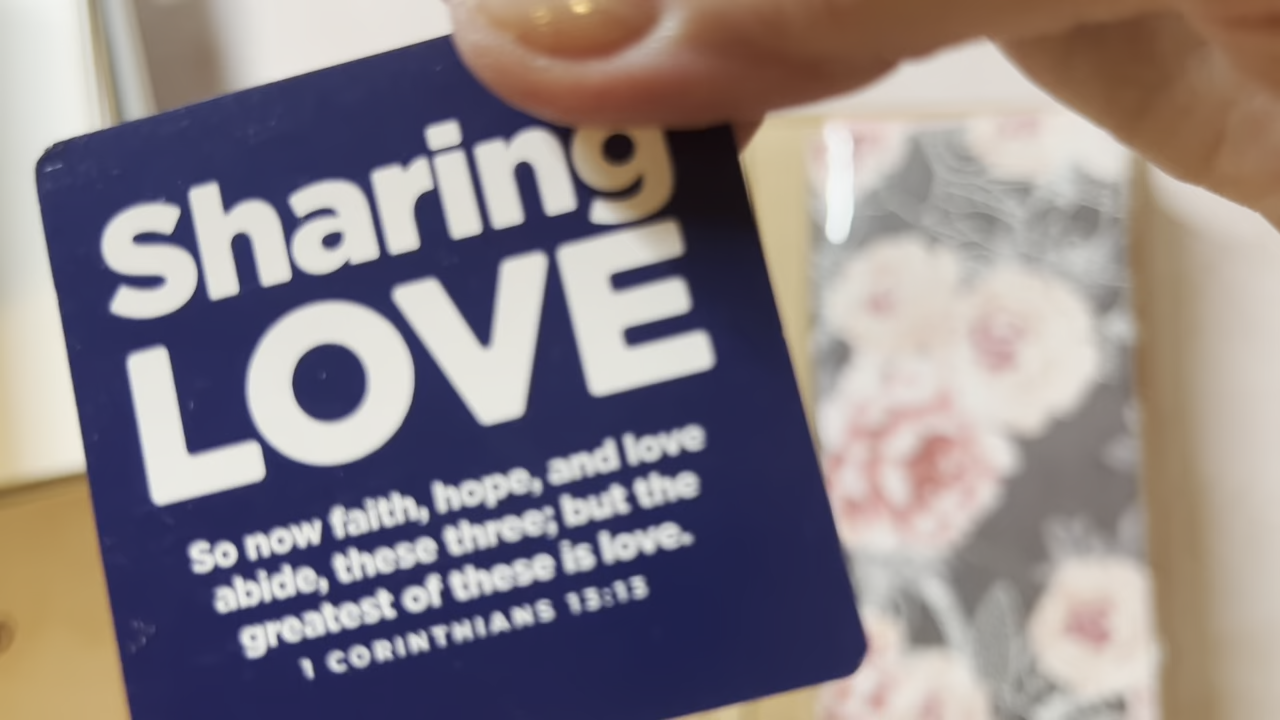 Sharing
LOVE
So now faith, hope, and love
abide, these three; but the
greatest of these is love.
1 CORINTHIANS 13:13